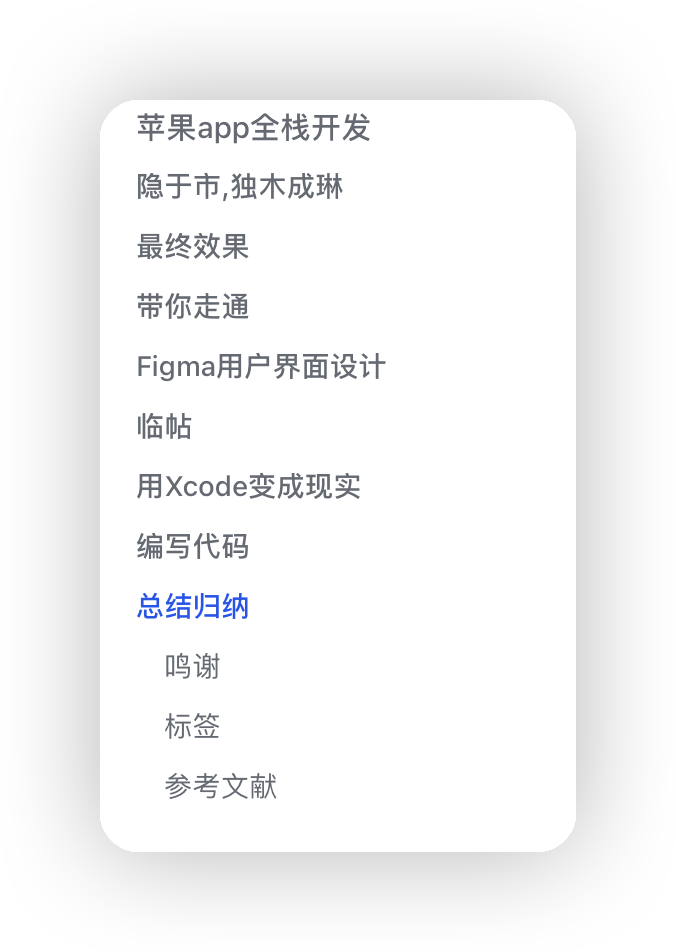 苹果app全栈开发
隐于市,独木成琳
最终效果
带你走通
Figma用户界面设计
临帖
用Xcode变成现实
编写代码
总结归纳
鸣谢
标签
参考文献